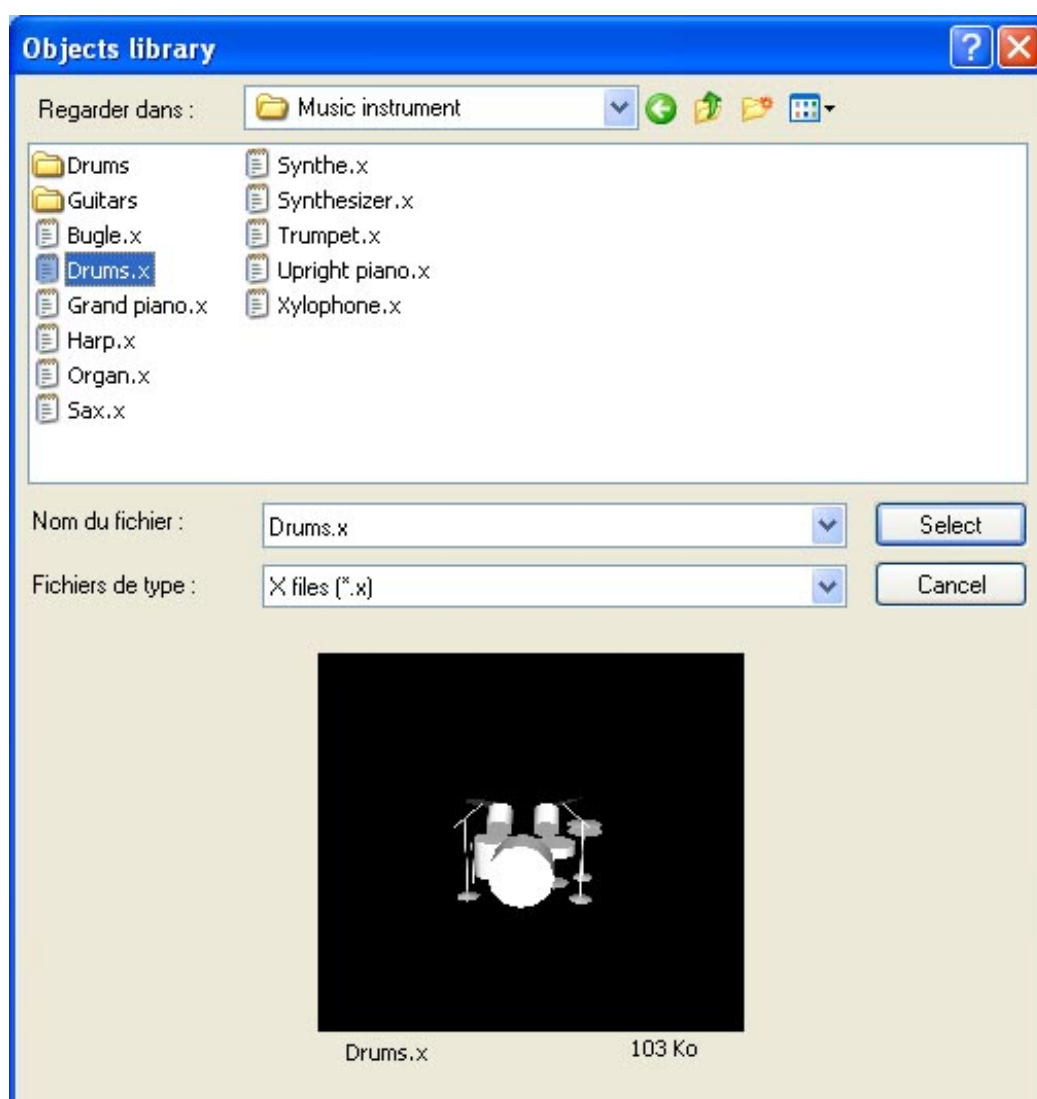 Objects library
Regarder dans :
Music instrument
Drums
Guitars
Bugle.x
Drums.x
Grand piano.x
Harp.x
Organ.x
Sax.x
Synthe.x
Synthesizer.x
Trumpet.x
Upright piano.x
Xylophone.x
Nom du fichier :
Drums.x
Select
Fichiers de type :
X files (*.x)
Cancel
Drums.x
103 Ko